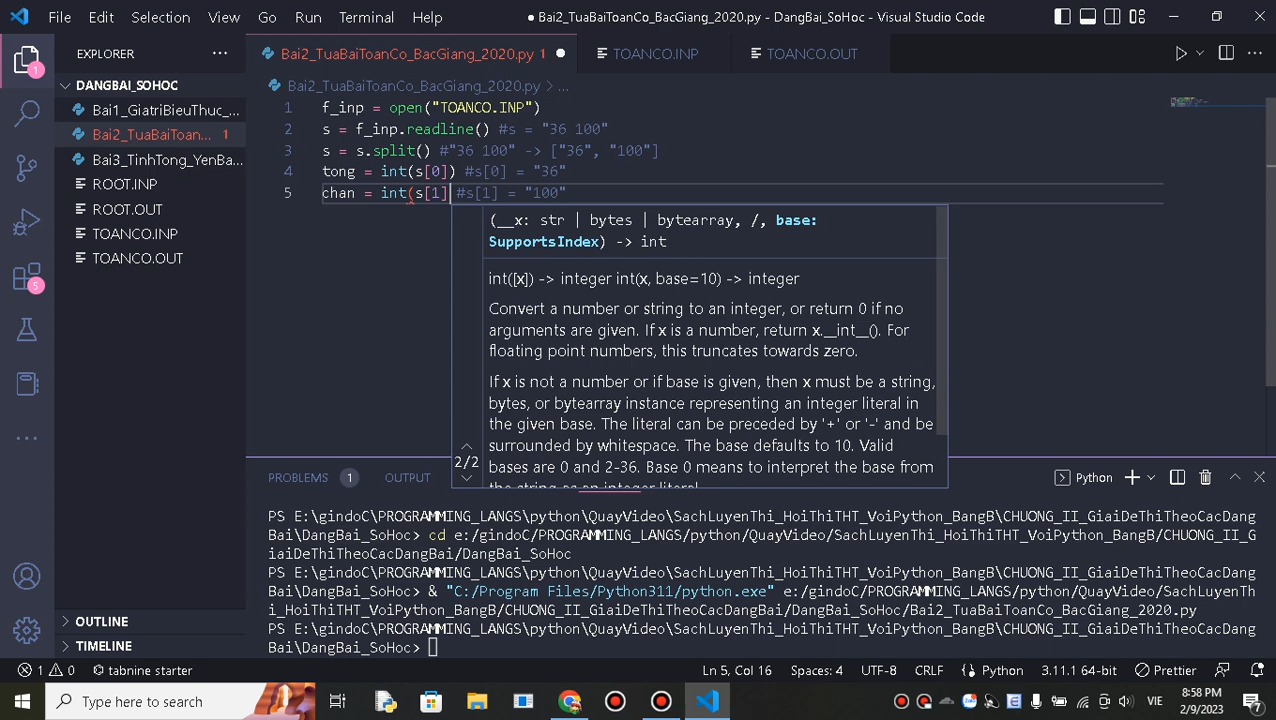 File Edit Selection View Go Run Terminal Help
Bai2_TuaBaiToanCo_BacGiang_2020.py - DangBai_SoHoc - Visual Studio Code
EXPLORER
Bai2_TuaBaiToanCo_BacGiang_2020.py 1
TOANCO.INP
TOANCO.OUT
DANGBAI_SOHOC
Bai1_GiatriBieuThuc_...
Bai2_TuaBaiToan... 1
Bai3_TinhTong_YenBa...
ROOT.INP
ROOT.OUT
TOANCO.INP
TOANCO.OUT
OUTLINE
TIMELINE
1
5
Bai2_TuaBaiToanCo_BacGiang_2020.py > ...
1 f_inp = open("TOANCO.INP")
2 s = f_inp.readline() #s = "36 100"
3 s = s.split() #"36 100" -> ["36", "100"]
4 tong = int(s[0]) #s[0] = "36"
5 chan = int(s[1] #s[1] = "100"
(__x: str | bytes | bytearray, /, base:
SupportsIndex) -> int
int([x]) -> integer int(x, base=10) -> integer
Convert a number or string to an integer, or return 0 if no
arguments are given. If x is a number, return x.__int__(). For
floating point numbers, this truncates towards zero.
If x is not a number or if base is given, then x must be a string,
bytes, or bytearray instance representing an integer literal in
the given base. The literal can be preceded by '+' or '-' and be
surrounded by whitespace. The base defaults to 10. Valid
2/2
bases are 0 and 2-36. Base 0 means to interpret the base from
the string as an integer literal.
PROBLEMS 1 OUTPUT
Python
PS E:\gindoC\PROGRAMMING_LANGS\python\QuayVideo\SachLuyenThi_HoiThiTHT_VoiPython_BangB\CHUONG_II_GiaiDeThiTheoCacDang
Bai\DangBai_SoHoc> cd e:/gindoC/PROGRAMMING_LANGS/python/QuayVideo/SachLuyenThi_HoiThiTHT_VoiPython_BangB/CHUONG_II_G
iaiDeThiTheoCacDangBai/DangBai_SoHoc
PS E:\gindoC\PROGRAMMING_LANGS\python\QuayVideo\SachLuyenThi_HoiThiTHT_VoiPython_BangB\CHUONG_II_GiaiDeThiTheoCacDang
Bai\DangBai_SoHoc> & "C:/Program Files/Python311/python.exe" e:/gindoC/PROGRAMMING_LANGS/python/QuayVideo/SachLuyenTh
i_HoiThiTHT_VoiPython_BangB/CHUONG_II_GiaiDeThiTheoCacDangBai/DangBai_SoHoc/Bai2_TuaBaiToanCo_BacGiang_2020.py
PS E:\gindoC\PROGRAMMING_LANGS\python\QuayVideo\SachLuyenThi_HoiThiTHT_VoiPython_BangB\CHUONG_II_GiaiDeThiTheoCacDang
Bai\DangBai_SoHoc>
1 0 tabnine starter
Ln 5, Col 16 Spaces: 4 UTF-8 CRLF Python 3.11.1 64-bit Prettier
Type here to search
VIE
8:58 PM
2/9/2023
7